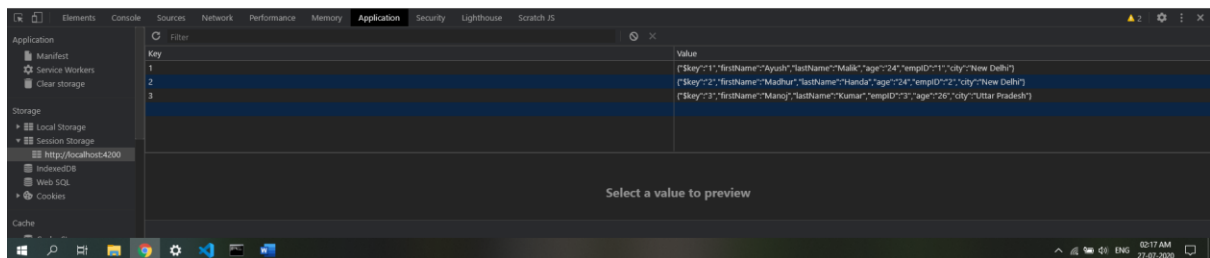 Elements Console Sources Network Performance Memory Application Security Lighthouse Scratch JS 2
Application
Manifest
Service Workers
Clear storage
Storage
Local Storage
Session Storage
http://localhost:4200
IndexedDB
Web SQL
Cookies
Cache
Filter
Key Value
1 {"$key":"1","firstName":"Ayush","lastName":"Malik","age":"24","empID":"1","city":"New Delhi"}
2 {"$key":"2","firstName":"Madhur","lastName":"Handa","age":"24","empID":"2","city":"New Delhi"}
3 {"$key":"3","firstName":"Manoj","lastName":"Kumar","empID":"3","age":"26","city":"Uttar Pradesh"}
Select a value to preview
ENG 02:17 AM
27-07-2020